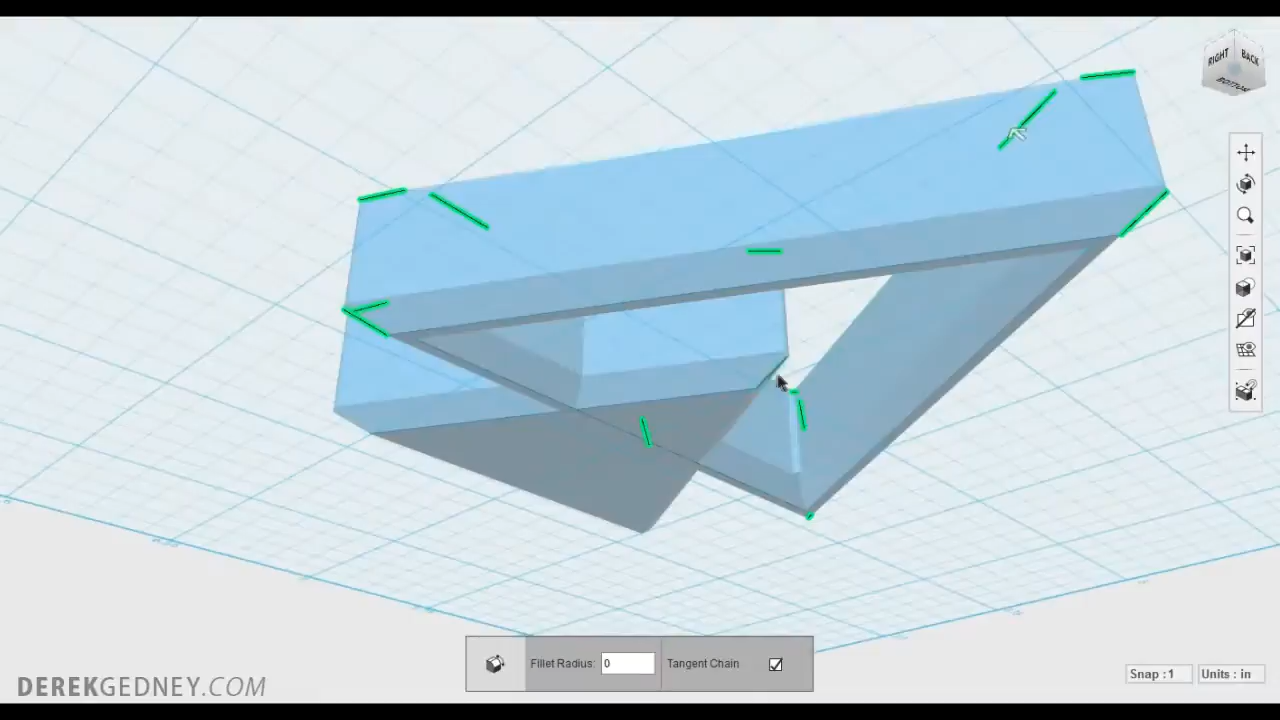 RIGHT
BACK
BOTTOM
Fillet Radius: 0
Tangent Chain
Snap : 1
Units : in
DEREKGEDNEY.COM